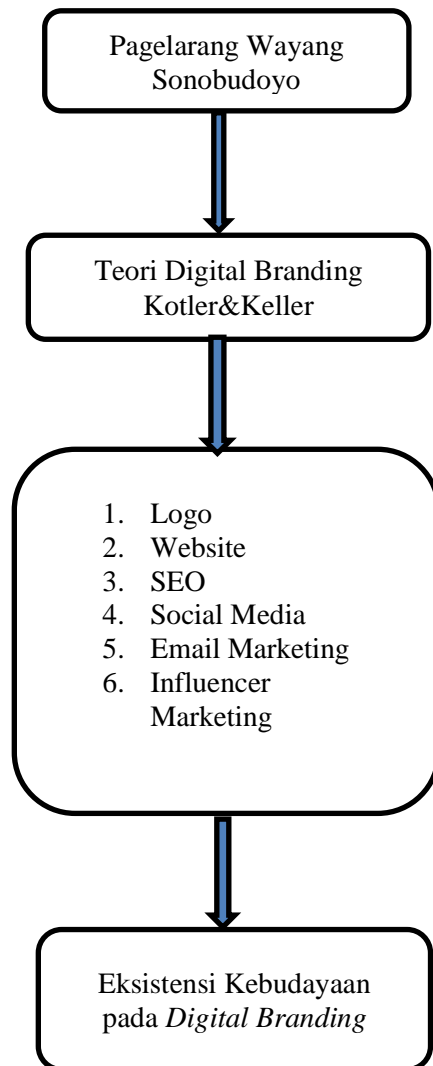 Pagelarang Wayang
Sonobudoyo
Teori Digital Branding
Kotler&Keller
1. Logo
2. Website
3. SEO
4. Social Media
5. Email Marketing
6. Influencer
Marketing
Eksistensi Kebudayaan
pada Digital Branding